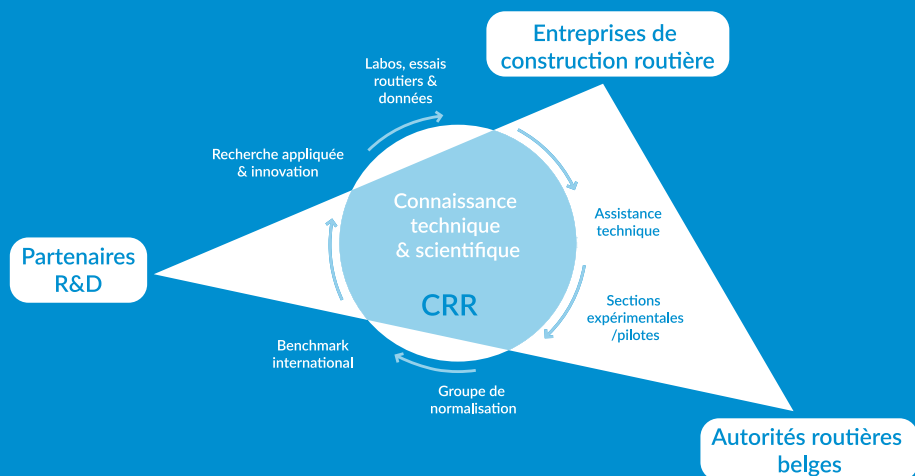 Entreprises de
construction routière
Labos, essais
routiers &
données
Recherche appliquée
& innovation
Connaissance
technique
& scientifique
CRR
Assistance
technique
Partenaires
R&D
Sections
expérimentales
/pilotes
Benchmark
international
Groupe de
normalisation
Autorités routières
belges